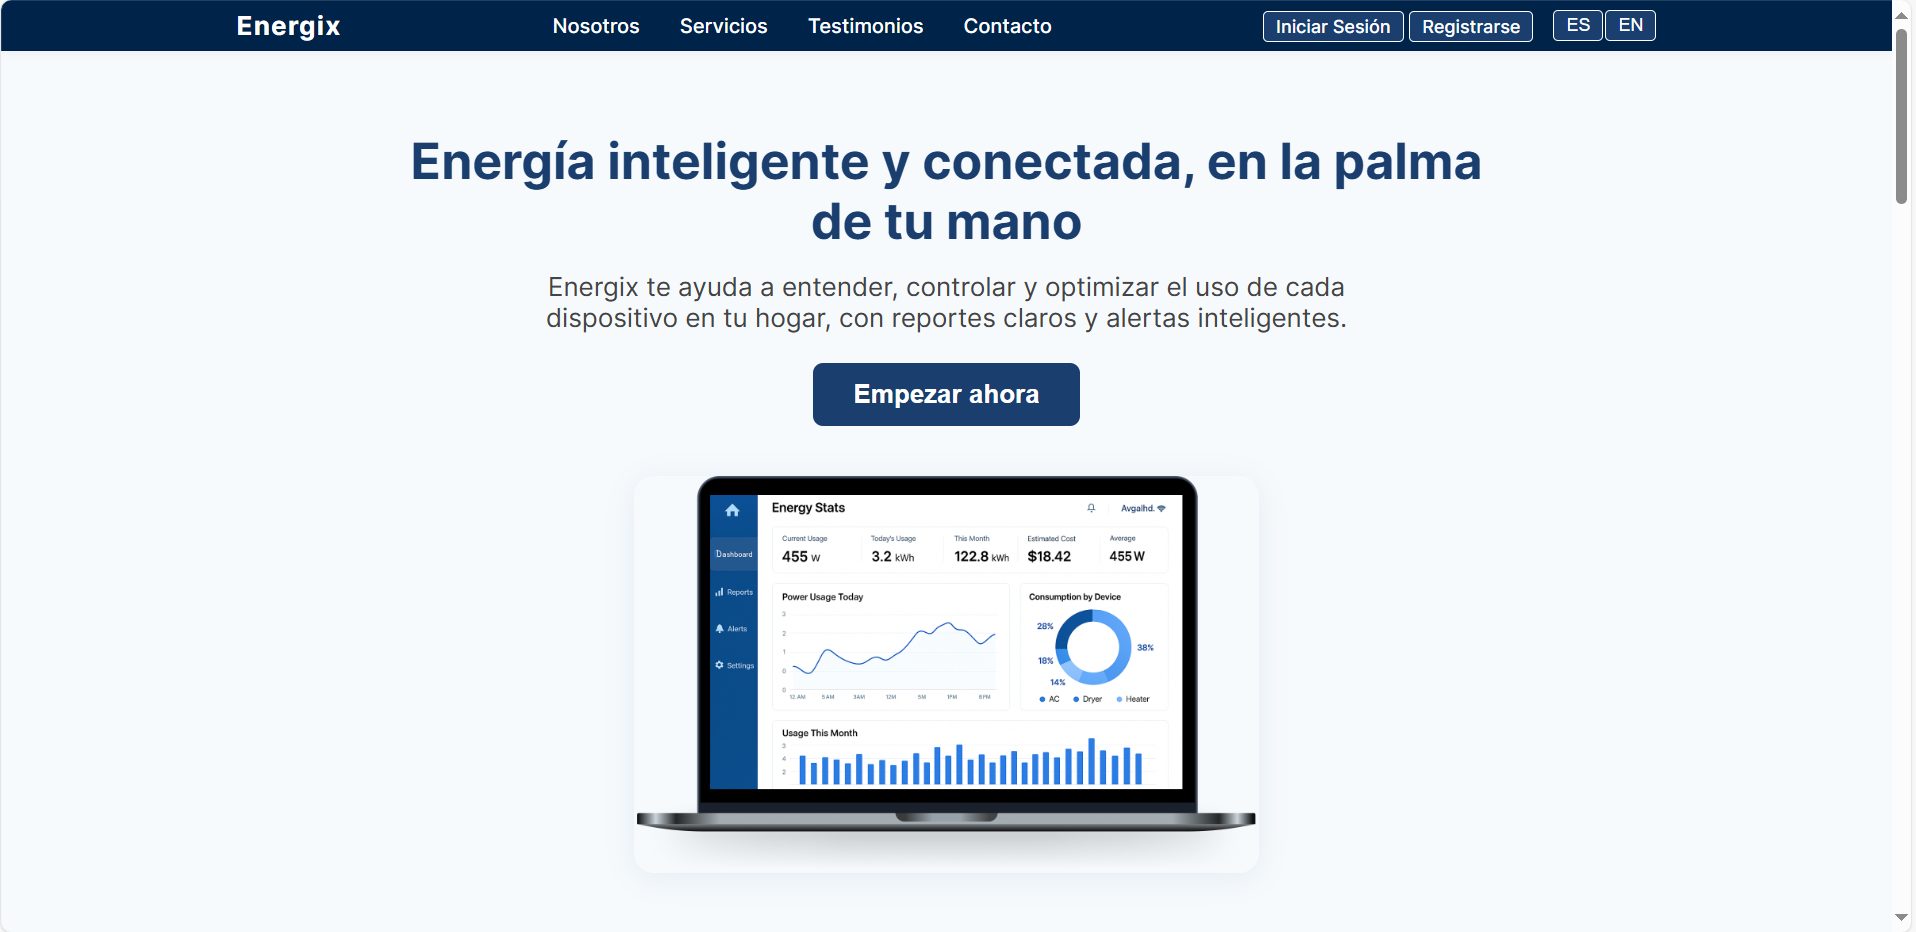 Energix
Nosotros Servicios Testimonios Contacto
Iniciar Sesión Registrarse ES EN
Energía inteligente y conectada, en la palma
de tu mano
Energix te ayuda a entender, controlar y optimizar el uso de cada
dispositivo en tu hogar, con reportes claros y alertas inteligentes.
Empezar ahora
Energy Stats
Avgalhd.
Dashboard
Reports
Alerts
Settings
Current Usage Today's Usage This Month Estimated Cost Average
455 W 3.2 kWh 122.8 kWh $18.42 455 W
Power Usage Today
3
2
1
0
0
12, AM 5 AM 3AM 12M 5M 1PM 8 PM
Consumption by Device
28%
38%
18%
14%
AC Dryer Heater
Usage This Month
3
4
2